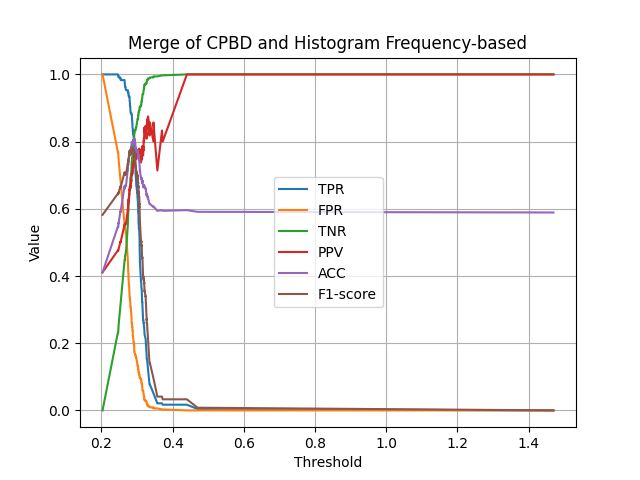 Merge of CPBD and Histogram Frequency-based
Value
1.0
0.8
0.6
0.4
0.2
0.0
TPR
FPR
TNR
PPV
ACC
F1-score
0.2 0.4 0.6 0.8 1.0 1.2 1.4
Threshold